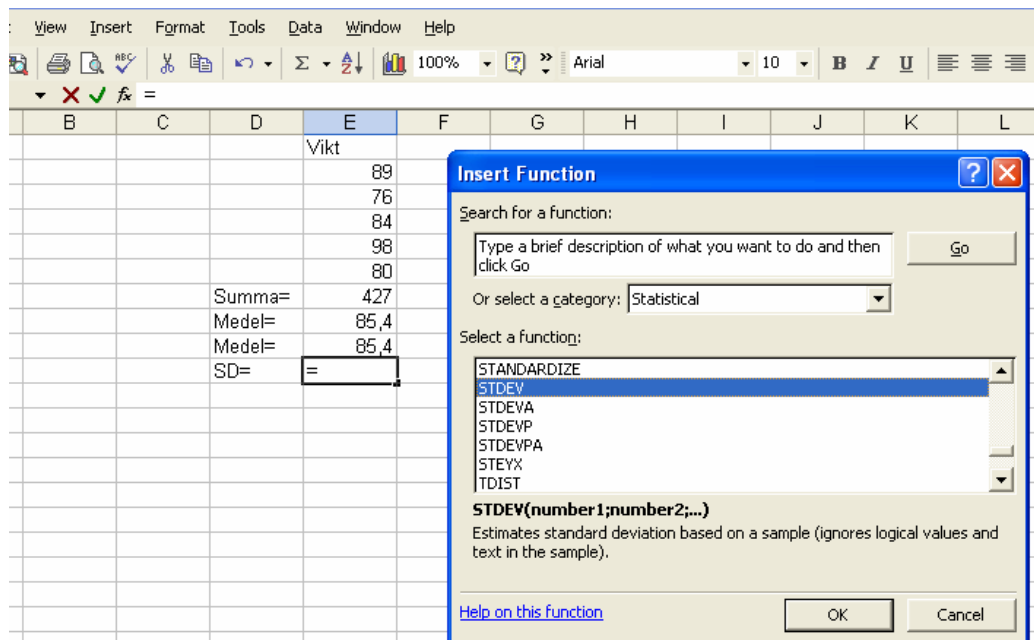 View Insert Format Tools Data Window Help
ABC Σ 100% Arial 10 B I U
fx =
B C D E F G H I J K L
Vikt
89
76
84
98
80
Summa= 427
Medel= 85,4
Medel= 85,4
SD= =
Insert Function
Search for a function:
Type a brief description of what you want to do and then
click Go
Go
Or select a category: Statistical
Select a function:
STANDARDIZE
STDEV
STDEVA
STDEVP
STDEVPA
STEYX
TDIST
STDEV(number1;number2;...)
Estimates standard deviation based on a sample (ignores logical values and
text in the sample).
Help on this function OK Cancel